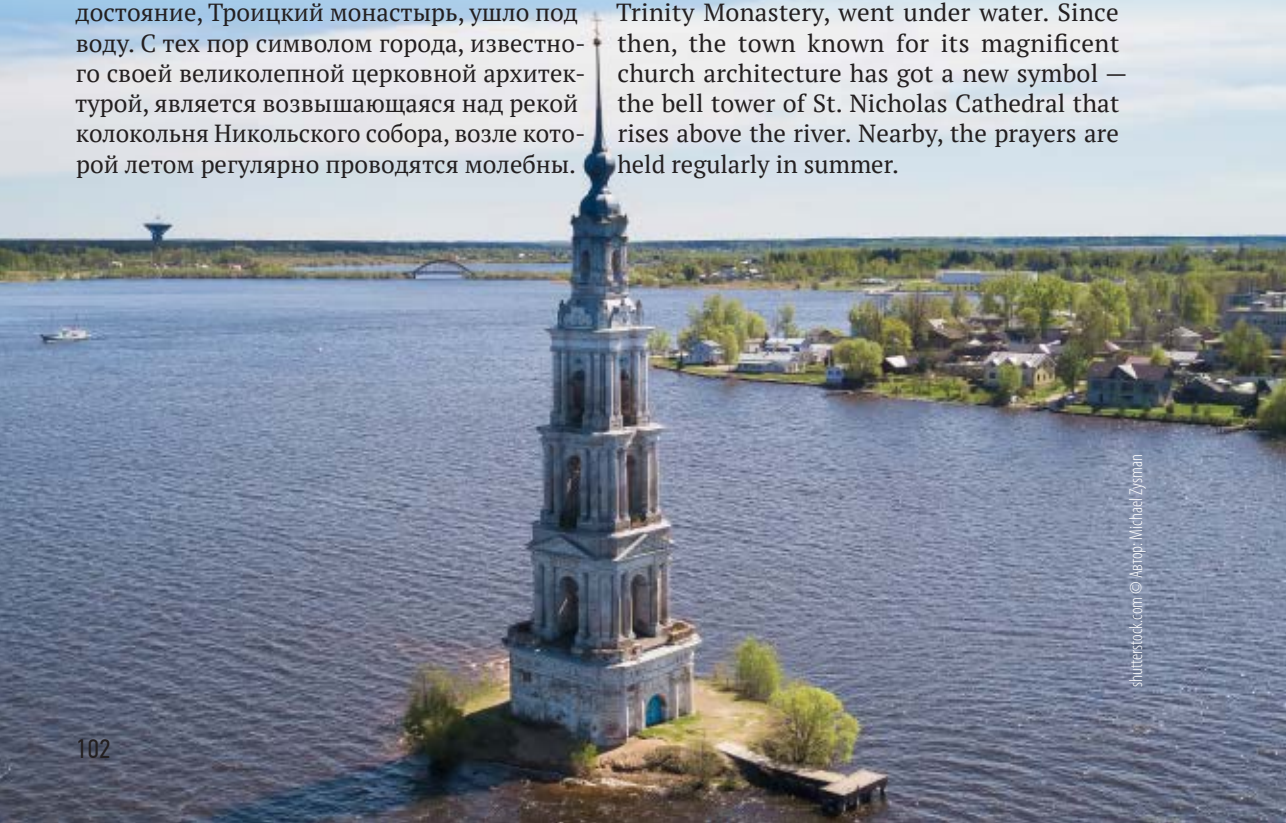 достояние, Троицкий монастырь, ушло под
воду. С тех пор символом города, известно-
го своей великолепной церковной архитек-
турой, является возвышающаяся над рекой
колокольня Никольского собора, возле кото-
рой летом регулярно проводятся молебны.
Trinity Monastery, went under water. Since
then, the town known for its magnificent
church architecture has got a new symbol —
the bell tower of St. Nicholas Cathedral that
rises above the river. Nearby, the prayers are
held regularly in summer.
shutterstock.com © Автор: Michael Zysman
102